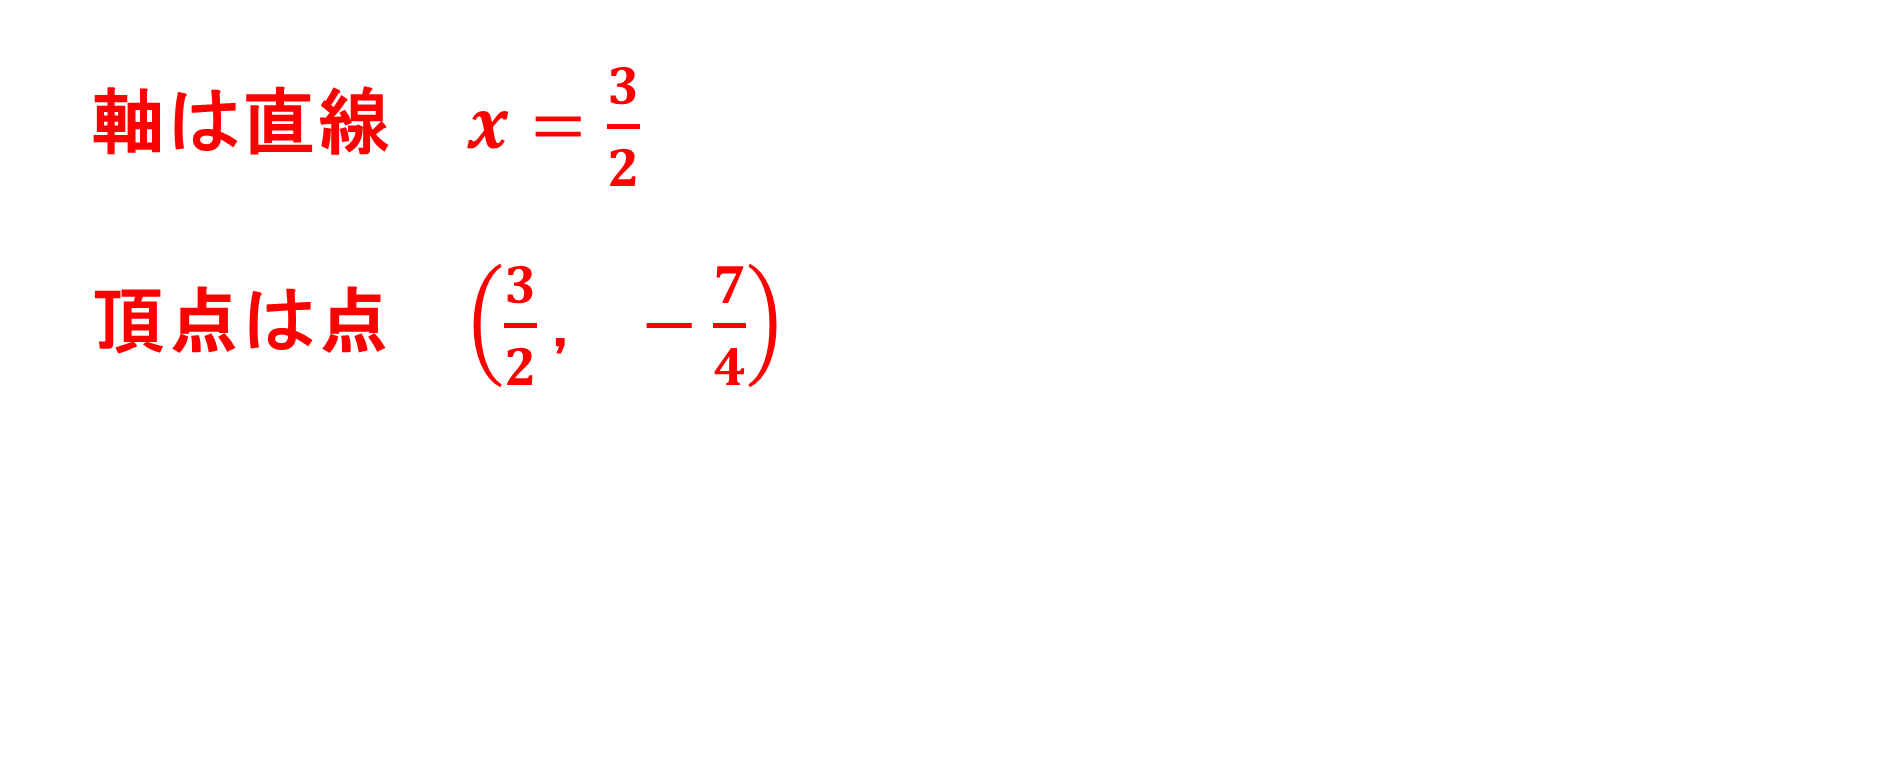 軸は直線 x = 3/2
頂点は点 (3/2, −7/4)